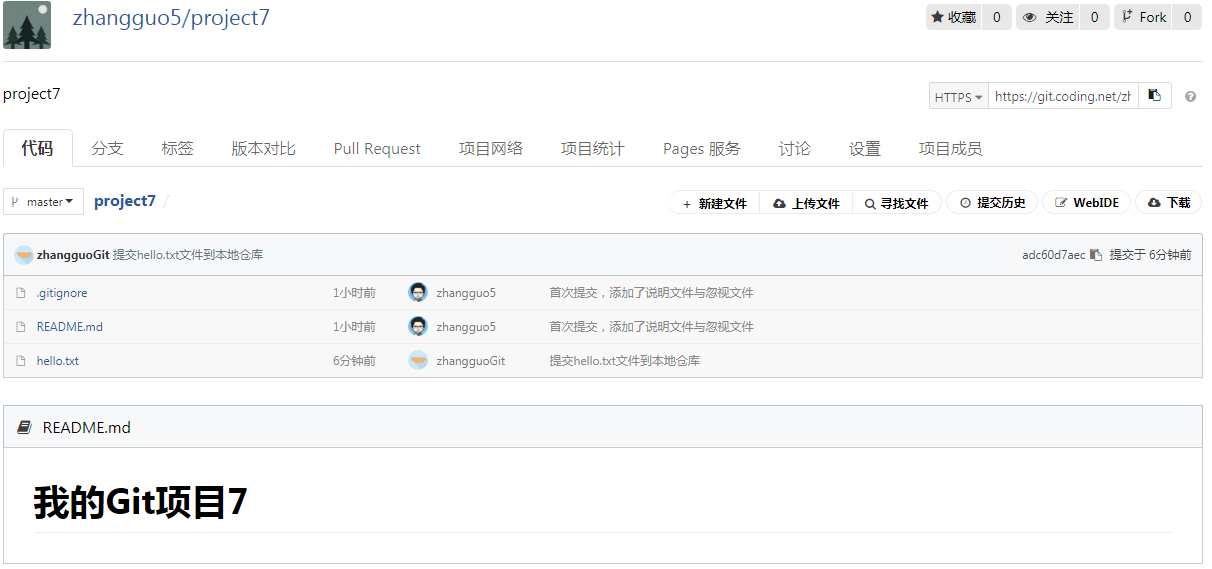 zhangguo5/project7
收藏 0 关注 0 Fork 0
project7
HTTPS https://git.coding.net/zh
代码 分支 标签 版本对比 Pull Request 项目网络 项目统计 Pages 服务 讨论 设置 项目成员
master project7 / + 新建文件 上传文件 寻找文件 提交历史 WebIDE 下载
zhangguoGit 提交hello.txt文件到本地仓库 adc60d7aec 提交于 6分钟前
.gitignore 1小时前 zhangguo5 首次提交，添加了说明文件与忽视文件
README.md 1小时前 zhangguo5 首次提交，添加了说明文件与忽视文件
hello.txt 6分钟前 zhangguoGit 提交hello.txt文件到本地仓库
README.md
我的Git项目7